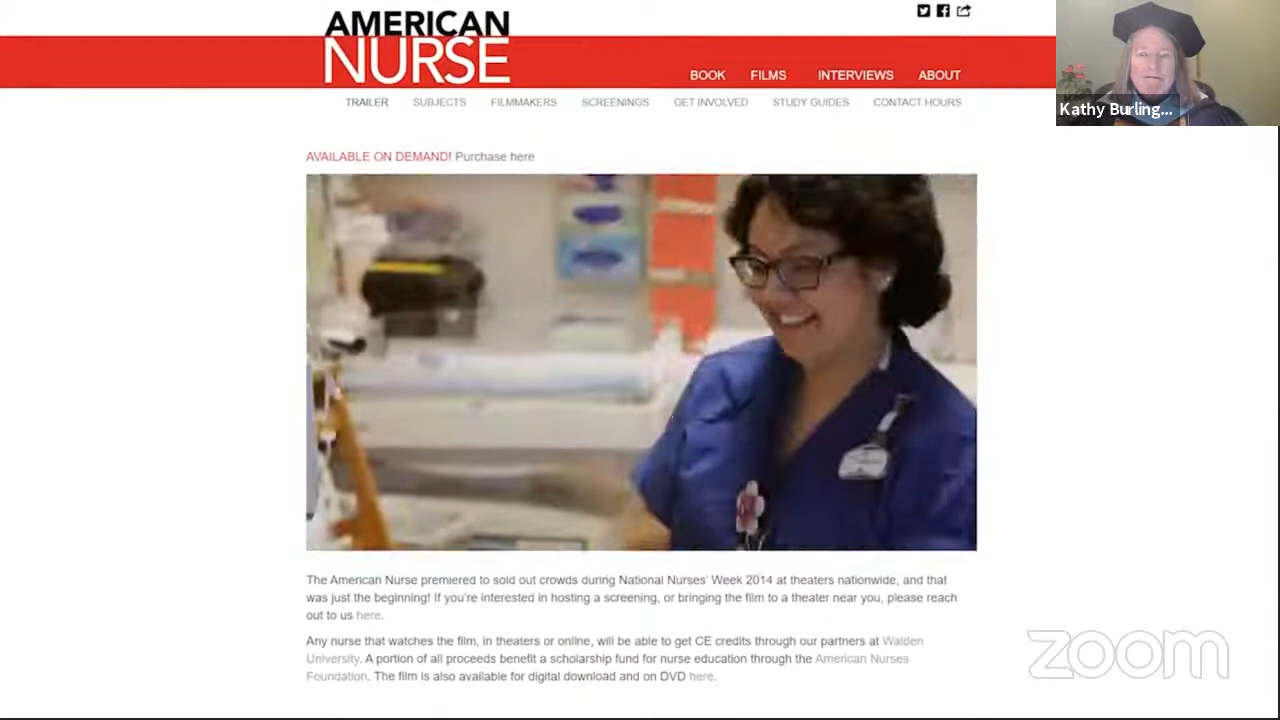 AMERICAN
NURSE
BOOK FILMS INTERVIEWS ABOUT
TRAILER SUBJECTS FILMMAKERS SCREENINGS GET INVOLVED STUDY GUIDES CONTACT HOURS
Kathy Burling...
AVAILABLE ON DEMAND! Purchase here
The American Nurse premiered to sold out crowds during National Nurses' Week 2014 at theaters nationwide, and that
was just the beginning! If you're interested in hosting a screening, or bringing the film to a theater near you, please reach
out to us here.
Any nurse that watches the film, in theaters or online, will be able to get CE credits through our partners at Walden
University. A portion of all proceeds benefit a scholarship fund for nurse education through the American Nurses
Foundation. The film is also available for digital download and on DVD here.
zoom